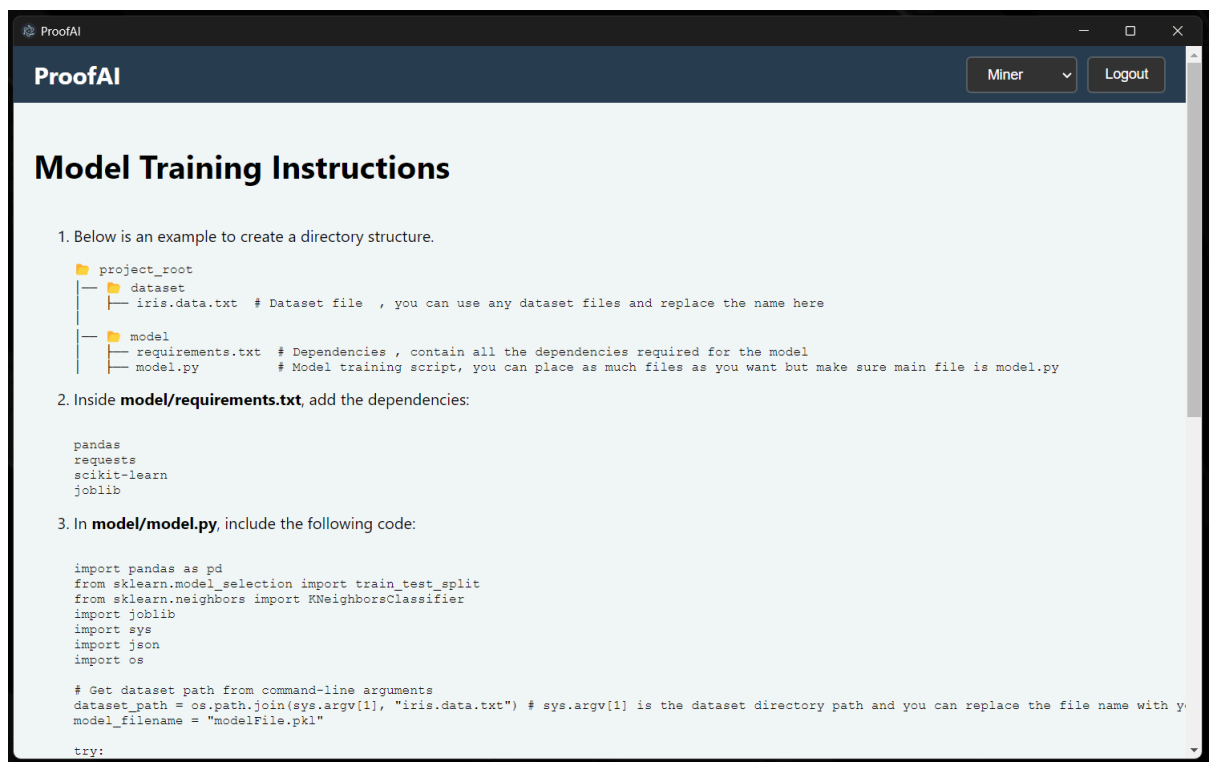 ProofAI
ProofAI
Miner
Logout
Model Training Instructions
1. Below is an example to create a directory structure.
project_root
│── dataset
│   ├── iris.data.txt  # Dataset file  , you can use any dataset files and replace the name here
│
│── model
│   ├── requirements.txt  # Dependencies , contain all the dependencies required for the model
│   ├── model.py          # Model training script, you can place as much files as you want but make sure main file is model.py
2. Inside model/requirements.txt, add the dependencies:
pandas
requests
scikit-learn
joblib
3. In model/model.py, include the following code:
import pandas as pd
from sklearn.model_selection import train_test_split
from sklearn.neighbors import KNeighborsClassifier
import joblib
import sys
import json
import os
# Get dataset path from command-line arguments
dataset_path = os.path.join(sys.argv[1], "iris.data.txt") # sys.argv[1] is the dataset directory path and you can replace the file name with
model_filename = "modelFile.pkl"
try: